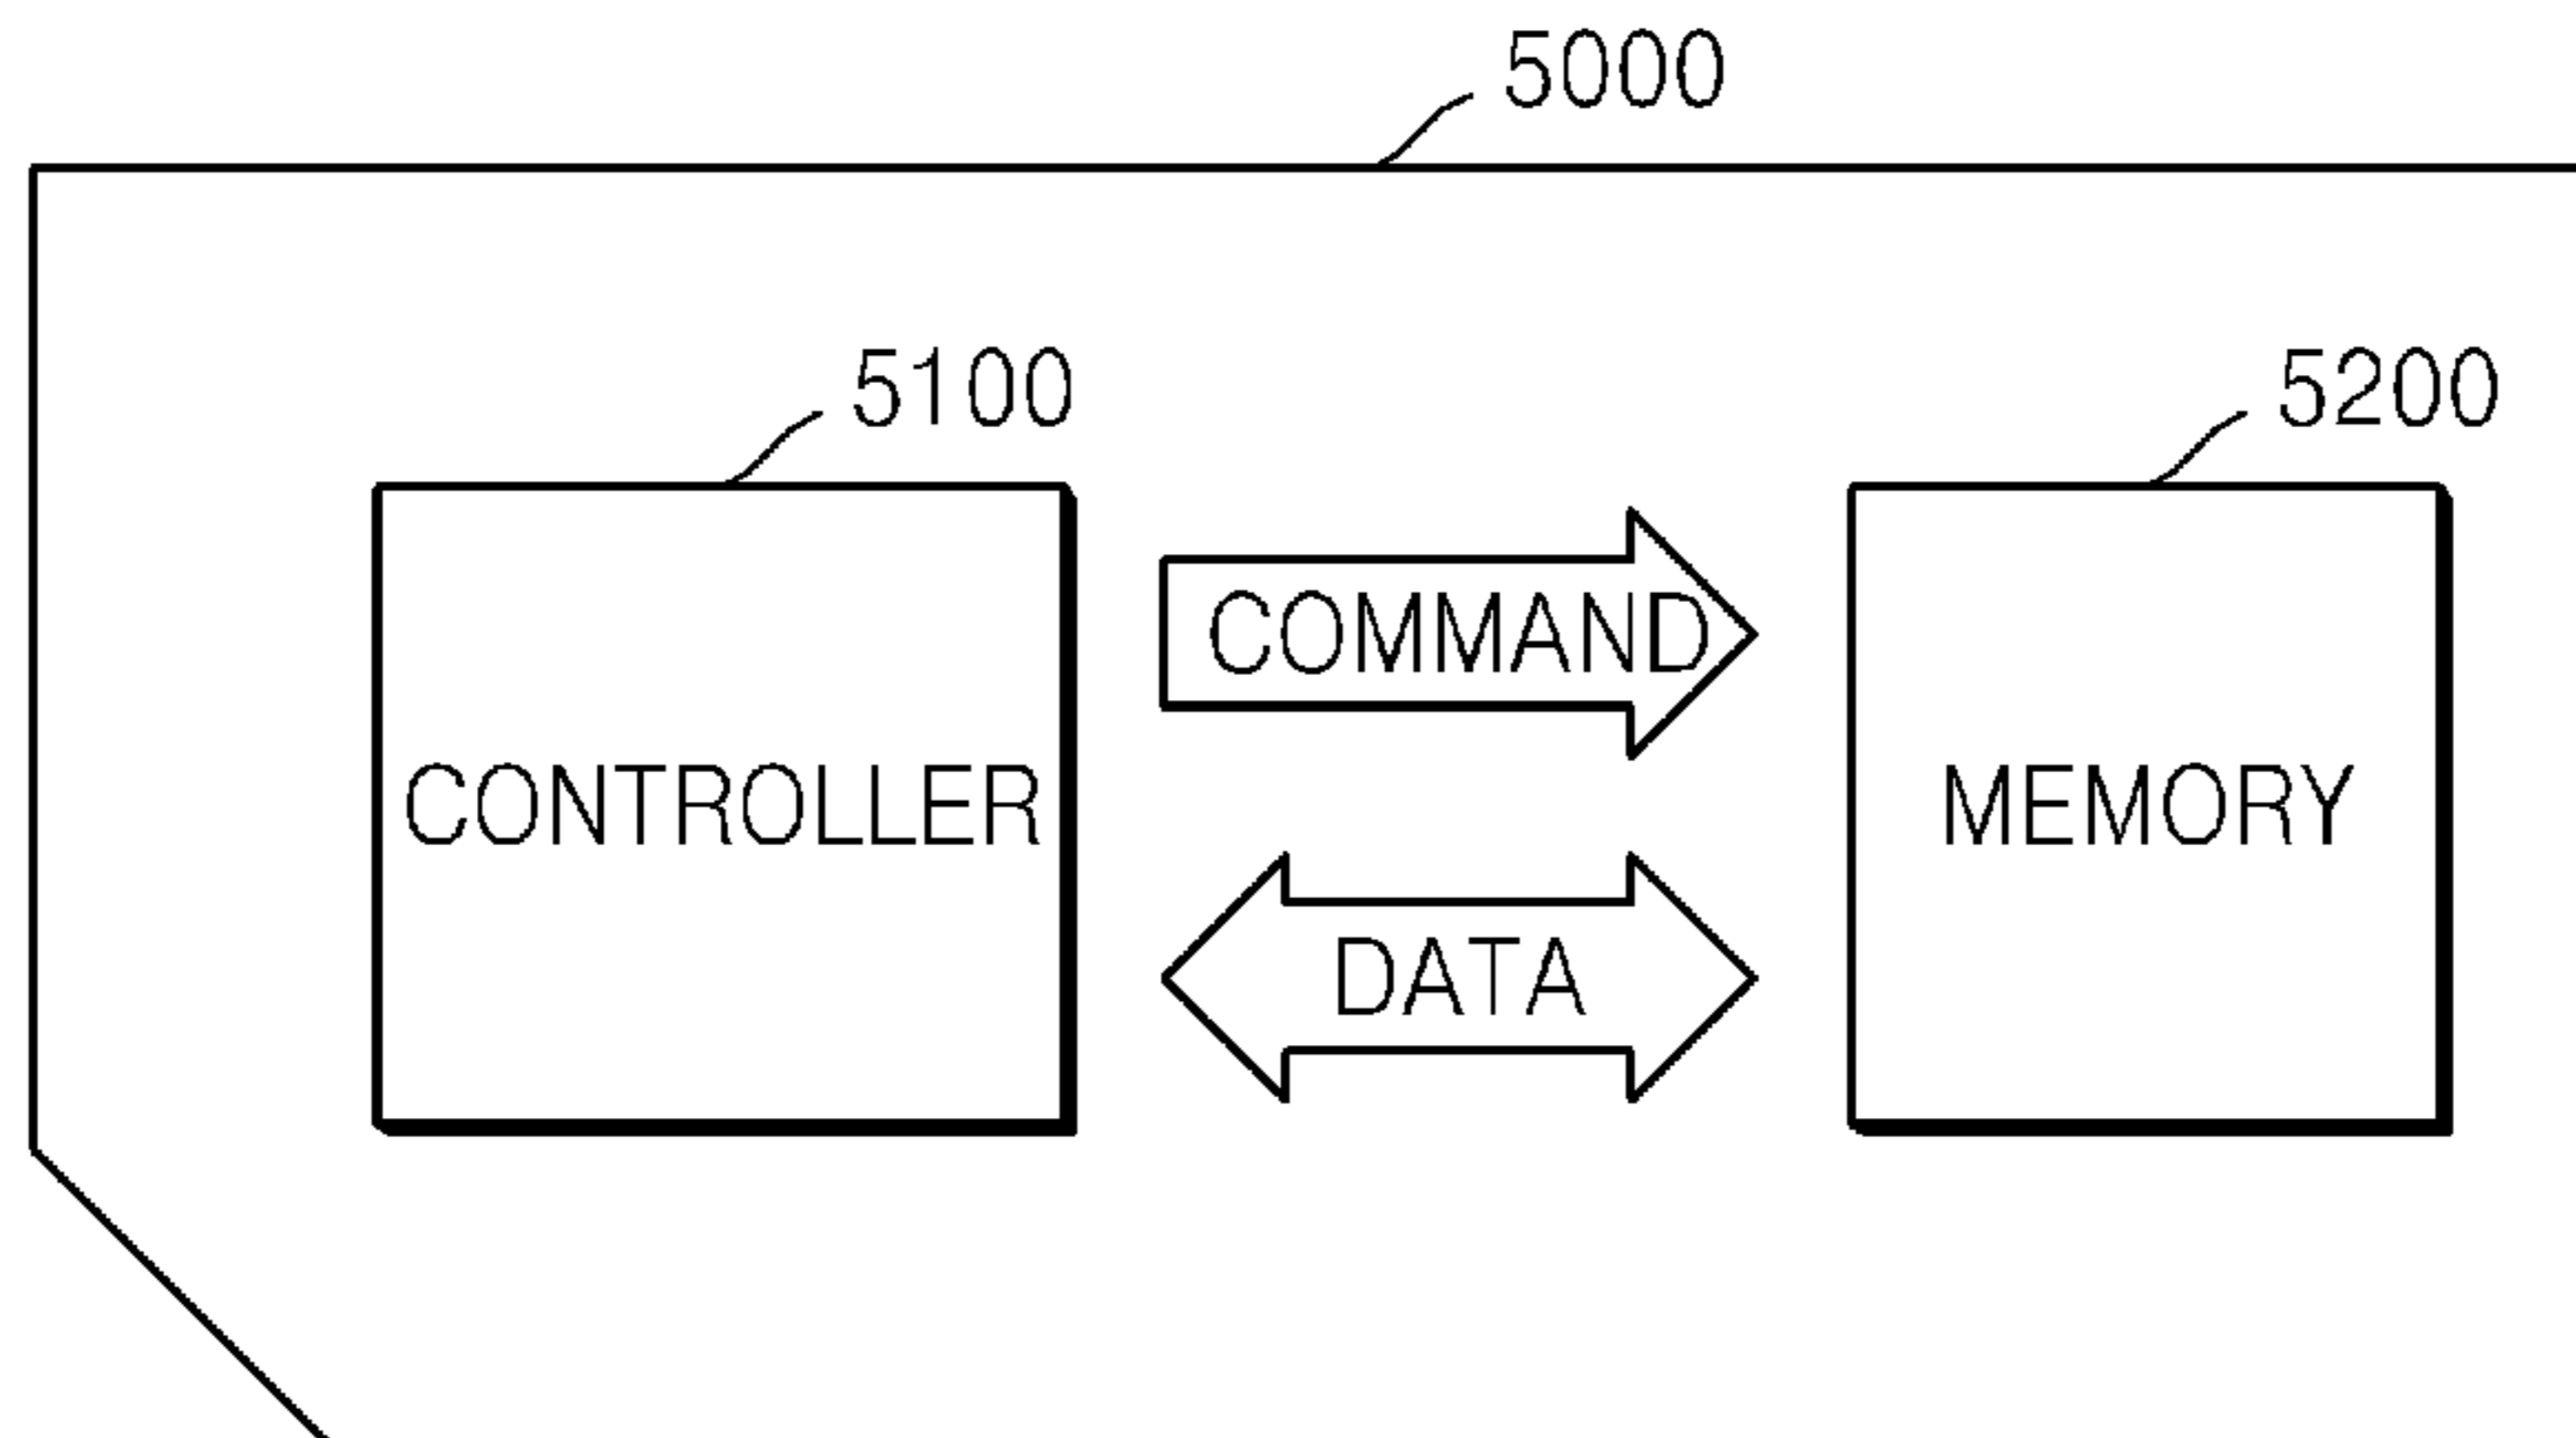 5000
5100
5200
COMMAND
CONTROLLER
MEMORY
DATA